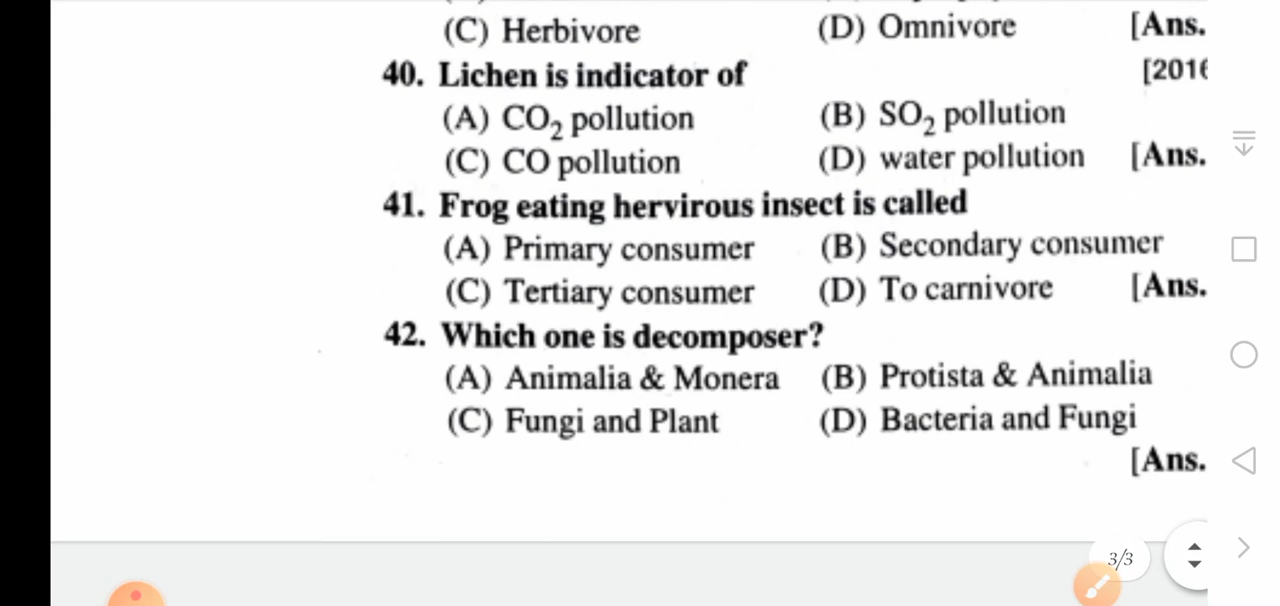 (C) Herbivore (D) Omnivore [Ans.
40. Lichen is indicator of [2016
(A) CO₂ pollution (B) SO₂ pollution
(C) CO pollution (D) water pollution [Ans.
41. Frog eating hervirous insect is called
(A) Primary consumer (B) Secondary consumer
(C) Tertiary consumer (D) To carnivore [Ans.
42. Which one is decomposer?
(A) Animalia & Monera (B) Protista & Animalia
(C) Fungi and Plant (D) Bacteria and Fungi
[Ans.
3/3